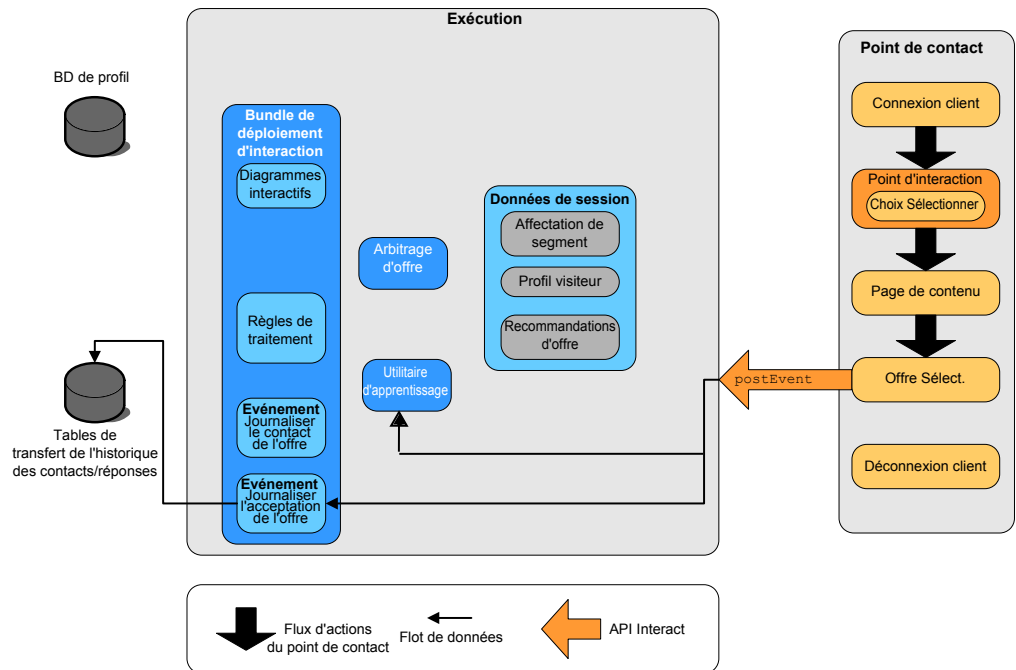 Exécution
BD de profil
Bundle de
déploiement
d'interaction
Diagrammes
interactifs
Règles de
traitement
Evénement
Journaliser
le contact
de l'offre
Evénement
Journaliser
l'acceptation
de l'offre
Arbitrage
d'offre
Utilitaire
d'apprentissage
Données de session
Affectation de
segment
Profil visiteur
Recommandations
d'offre
Tables de
transfert de l'historique
des contacts/réponses
postEvent
Point de contact
Connexion client
Point d'interaction
Choix Sélectionner
Page de contenu
Offre Sélect.
Déconnexion client
Flux d'actions
du point de contact
Flot de données
API Interact